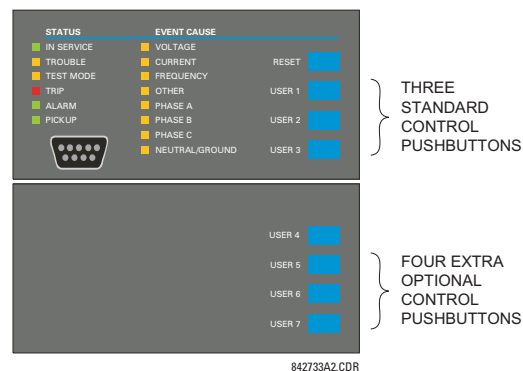 STATUS
EVENT CAUSE
IN SERVICE
VOLTAGE
TROUBLE
CURRENT
RESET
TEST MODE
FREQUENCY
TRIP
OTHER
USER 1
ALARM
PHASE A
PICKUP
PHASE B
USER 2
PHASE C
NEUTRAL/GROUND
USER 3
THREE
STANDARD
CONTROL
PUSHBUTTONS
USER 4
USER 5
USER 6
USER 7
FOUR EXTRA
OPTIONAL
CONTROL
PUSHBUTTONS
842733A2.CDR